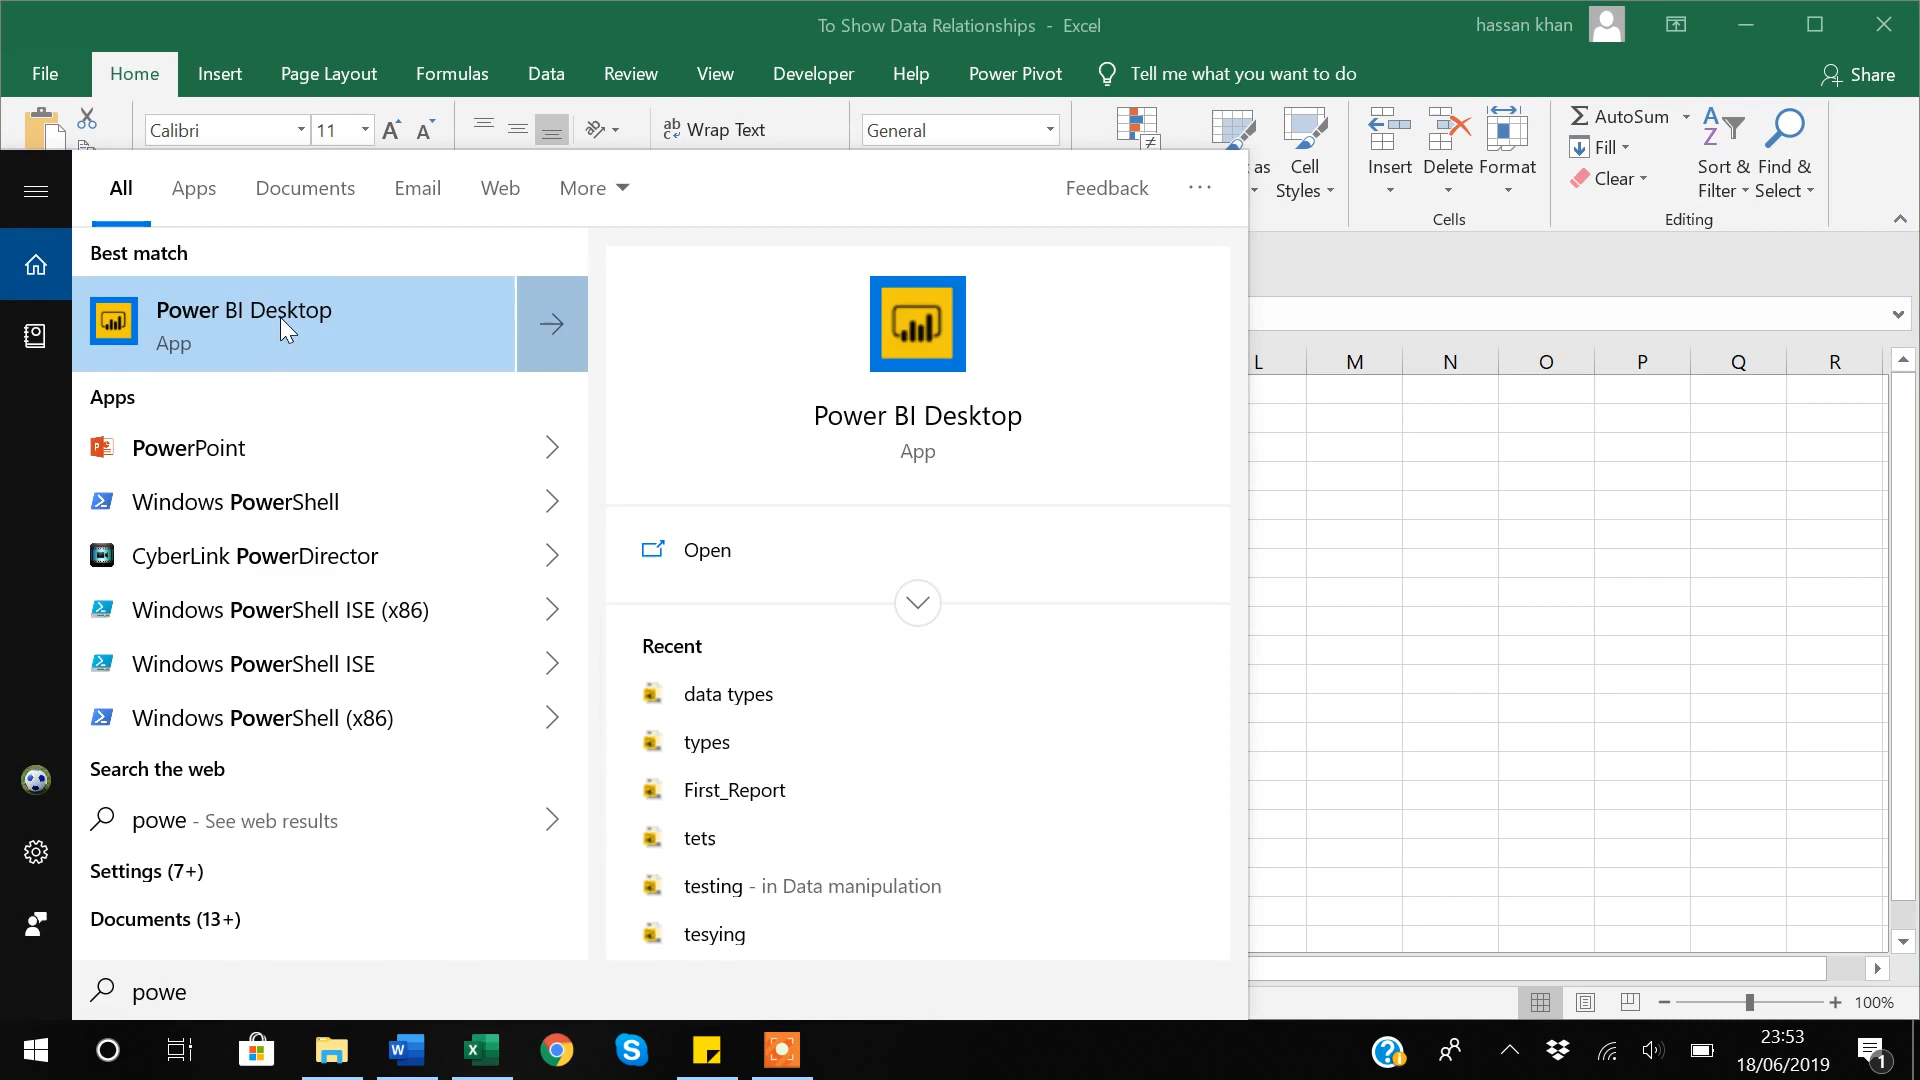 To Show Data Relationships - Excel
hassan khan
File Home Insert Page Layout Formulas Data Review View Developer Help Power Pivot Tell me what you want to do Share
Calibri 11 A A ab Wrap Text General
Cell
Styles
as
Insert Delete Format
Cells
AutoSum
Fill
Clear
Sort & Filter
Find & Select
Editing
All Apps Documents Email Web More Feedback ...
Best match
Power BI Desktop
App
Apps
PowerPoint
Windows PowerShell
CyberLink PowerDirector
Windows PowerShell ISE (x86)
Windows PowerShell ISE
Windows PowerShell (x86)
Search the web
powe - See web results
Settings (7+)
Documents (13+)
powe
Power BI Desktop
App
Open
Recent
data types
types
First_Report
tets
testing - in Data manipulation
tesying
L M N O P Q R
100%
23:53
18/06/2019
1